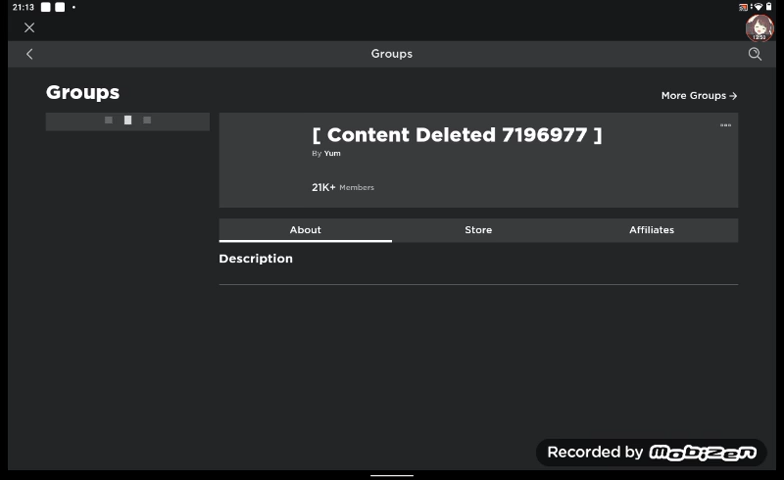 21:13
Groups
Groups
More Groups →
[ Content Deleted 7196977 ]
By Yum
21K+ Members
About
Store
Affiliates
Description
Recorded by mobizen